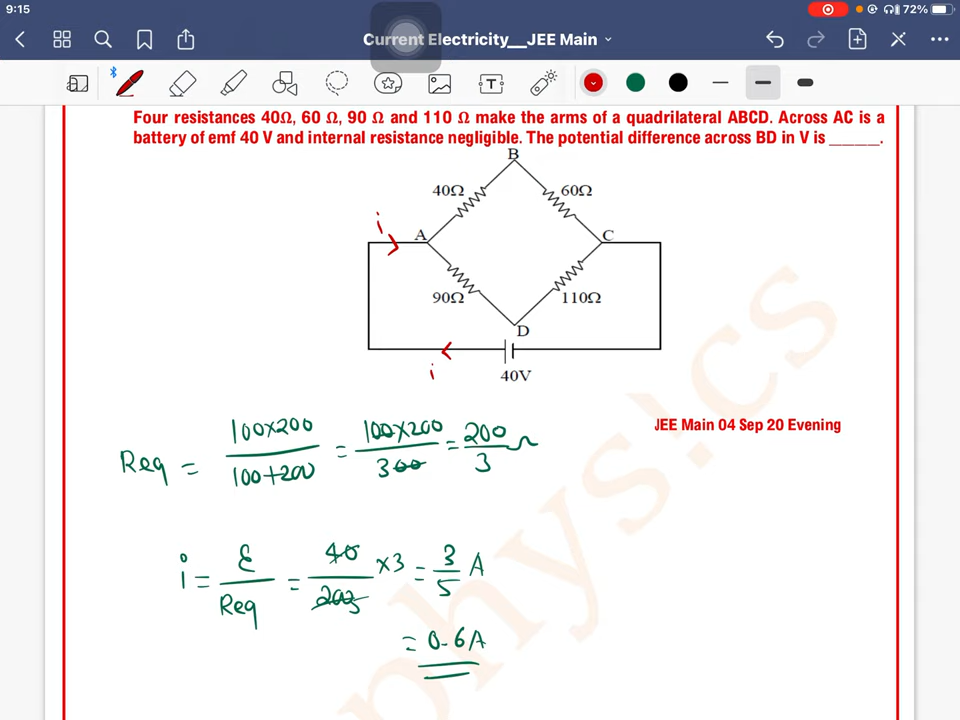 9:15
72%
Current Electricity__JEE Main
Four resistances 40Ω, 60 Ω, 90 Ω and 110 Ω make the arms of a quadrilateral ABCD. Across AC is a
battery of emf 40 V and internal resistance negligible. The potential difference across BD in V is _____.
B
40Ω
60Ω
i
A
C
90Ω
110Ω
D
i
40V
JEE Main 04 Sep 20 Evening
Req = 100×200 / 100+200 = 100×200 / 300 = 200 / 3 Ω
i = ε / Req = 40 / 200 ×3 = 3 / 5 A
= 0.6A
phys!cs